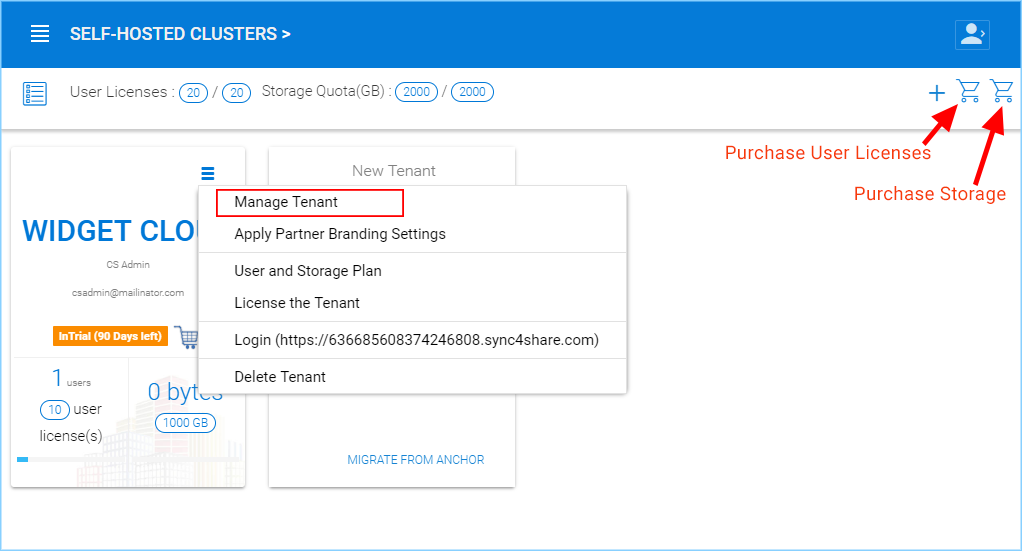 SELF-HOSTED CLUSTERS >
User Licenses : 20 / 20 Storage Quota(GB) : 2000 / 2000
Purchase User Licenses
Purchase Storage
New Tenant
Manage Tenant
Apply Partner Branding Settings
User and Storage Plan
License the Tenant
Login (https://636685608374246808.sync4share.com)
Delete Tenant
WIDGET CLO
CS Admin
csadmin@mailinator.com
InTrial (90 Days left)
1 users
10 user
license(s)
0 bytes
1000 GB
MIGRATE FROM ANCHOR